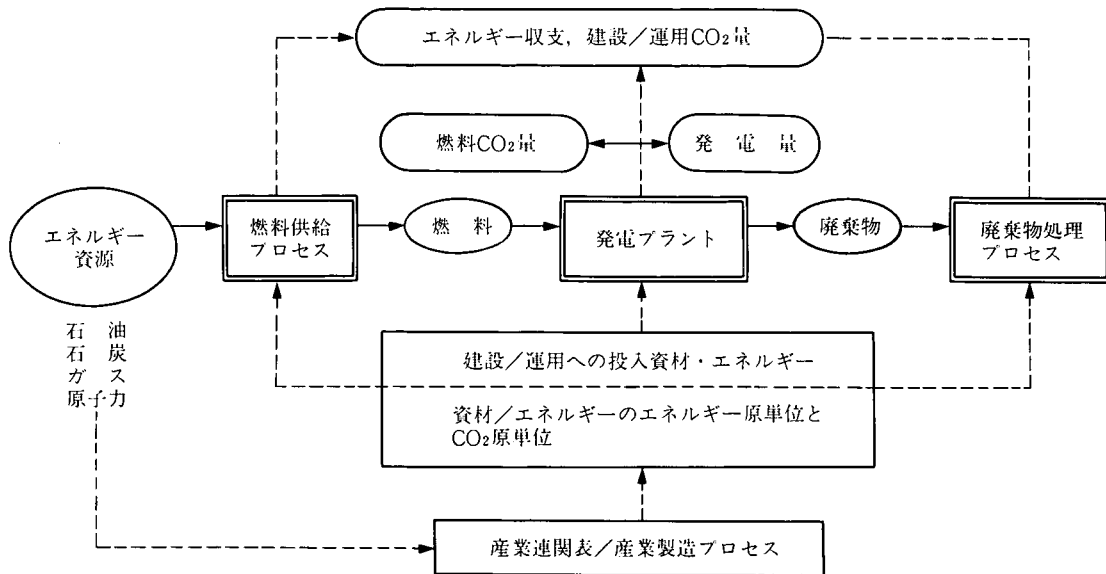 エネルギー収支, 建設/運用CO₂量
燃料CO₂量
発 電 量
エネルギー
資源
燃料供給
プロセス
燃 料
発電プラント
廃棄物
廃棄物処理
プロセス
石 油
石 炭
ガ ス
原子力
建設/運用への投入資材・エネルギー
資材/エネルギーのエネルギー原単位と
CO₂原単位
産業連関表/産業製造プロセス